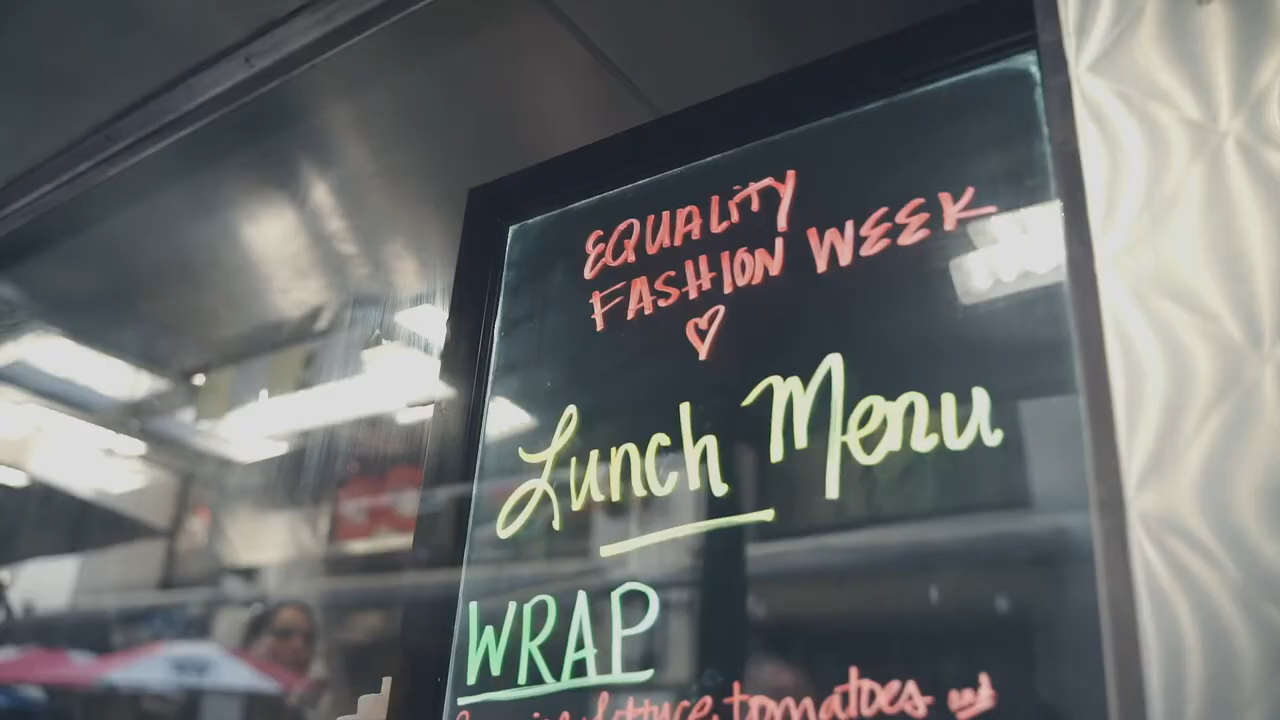 EQUALITY
FASHION WEEK
Lunch Menu
WRAP
lettuce, tomatoes and